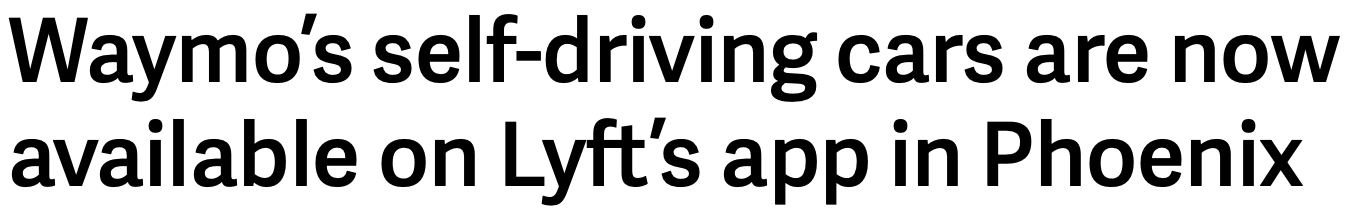 Waymo’s self-driving cars are now
available on Lyft’s app in Phoenix